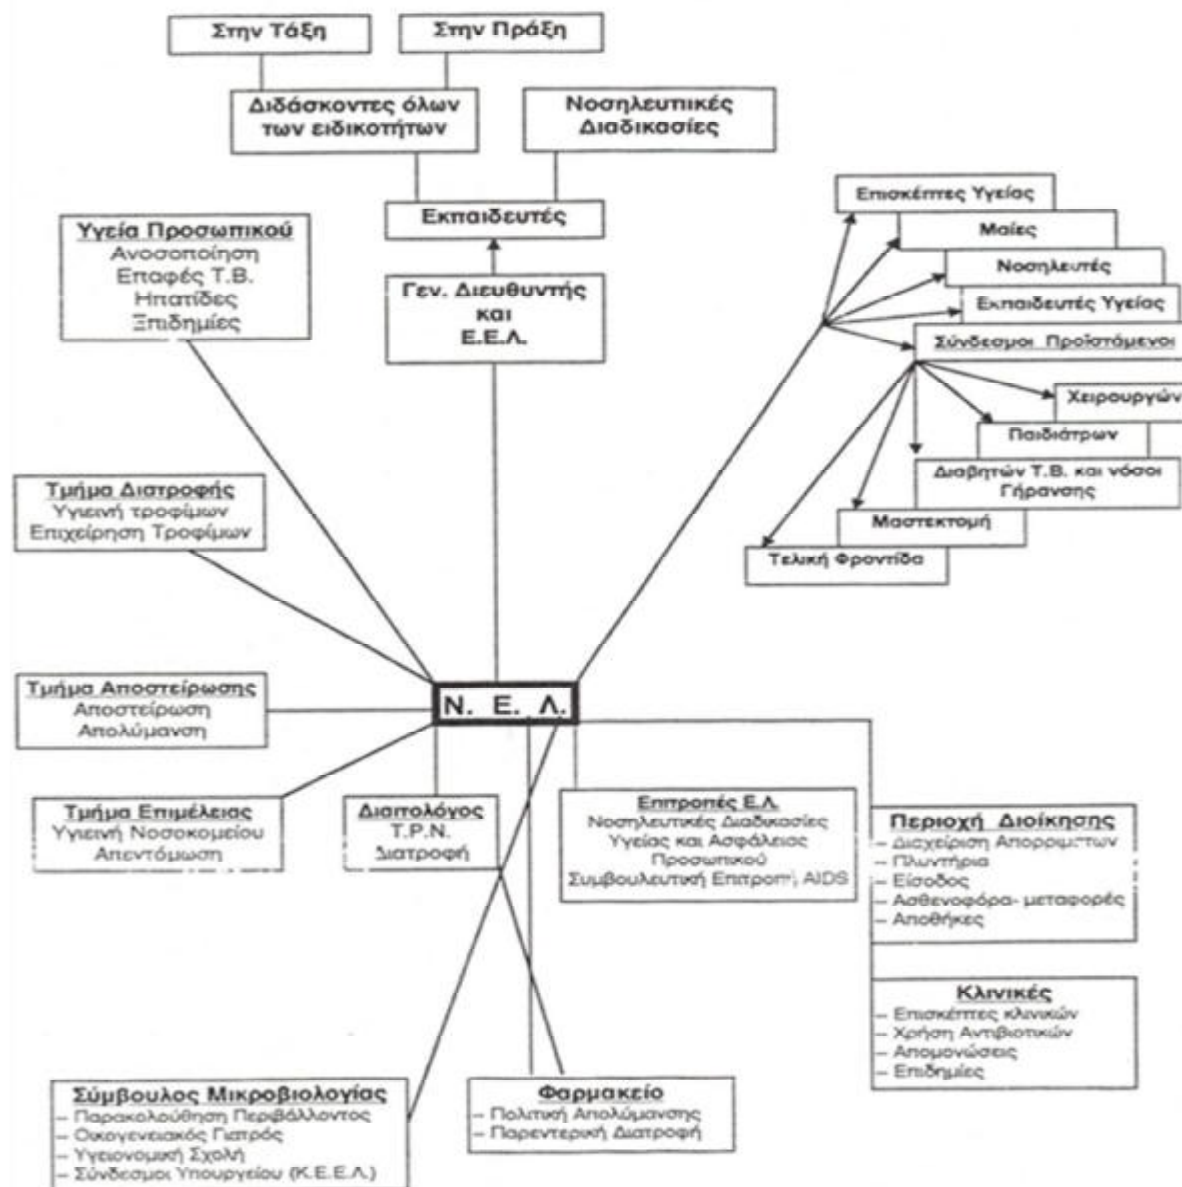 Στην Τάξη
Στην Πράξη
Διδάσκοντες όλων
των ειδικοτήτων
Νοσηλευτικές
Διαδικασίες
Εκπαιδευτές
Γεν. Διευθυντής
και
Ε.Ε.Λ.
Υγεία Προσωπικού
Ανοσοποίηση
Επαφές Τ.Β.
Ηπατίδες
Ξπιδημίες
Επισκέπτες Υγείας
Μαίες
Νοσηλευτές
Εκπαιδευτές Υγείας
Σύνδεσμοι Προϊστάμενοι
Χειρουργών
Παιδιάτρων
Διαβητών Τ.Β. και νόσοι
Γήρανσης
Μαστεκτομή
Τελική Φροντίδα
Τμήμα Διστροφής
Υγιεινή τροφίμων
Επιχείρηση Τροφίμων
Τμήμα Αποστείρωσης
Αποστείρωση
Απολύμανση
Ν. Ε. Λ.
Τμήμα Επιμέλειας
Υγιεινή Νοσοκομείου
Απεντόμωση
Διαιτολόγος
Τ.Ρ.Ν.
Διατροφή
Επιτροπές Ε.Λ.
Νοσηλευτικές Διαδικασίες
Υγείας και Ασφάλειας
Προσωπικού
Συμβουλευτική Επιτροπή AIDS
Περιοχή Διοίκησης
– Διαχείριση Απορριμάτων
– Πλυντήρια
– Είσοδος
– Ασθενοφόρα- μεταφορές
– Αποθήκες
Κλινικές
– Επισκέπτες κλινικών
– Χρήση Αντιβιοτικών
– Απομονώσεις
– Επιδημίες
Σύμβουλος Μικροβιολογίας
– Παρακολούθηση Περιβάλλοντος
– Οικογενειακός Γιατρός
– Υγειονομική Σχολή
– Σύνδεσμοι Υπουργείου (Κ.Ε.Ε.Λ.)
Φαρμακείο
– Πολιτική Απολύμανσης
– Παρεντερική Διατροφή